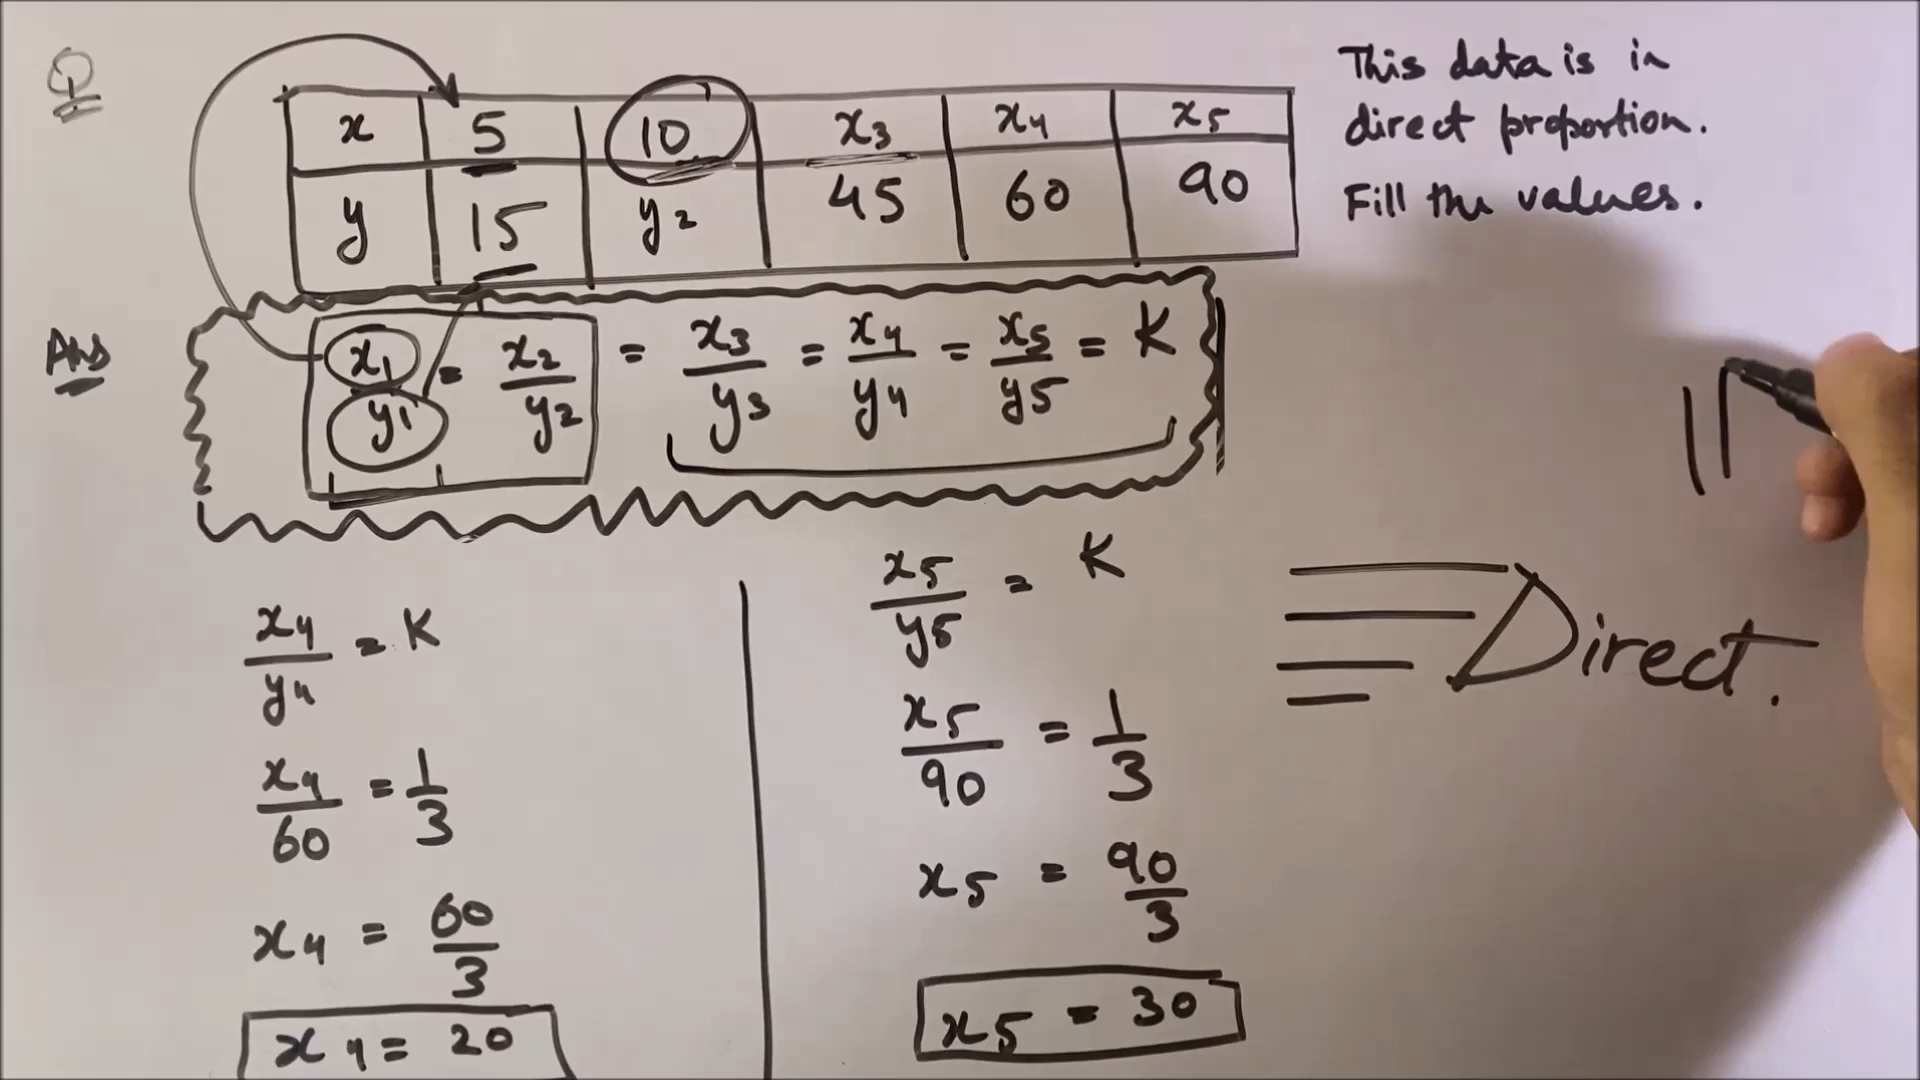 Q
x 5 10 x₃ x₄ x₅
y 15 y₂ 45 60 90
This data is in
direct proportion.
Fill the values.
Ans
x₁/y₁ = x₂/y₂ = x₃/y₃ = x₄/y₄ = x₅/y₅ = K
x₄/y₄ = K
x₄/60 = 1/3
x₄ = 60/3
x₄ = 20
x₅/y₅ = K
x₅/90 = 1/3
x₅ = 90/3
x₅ = 30
Direct.